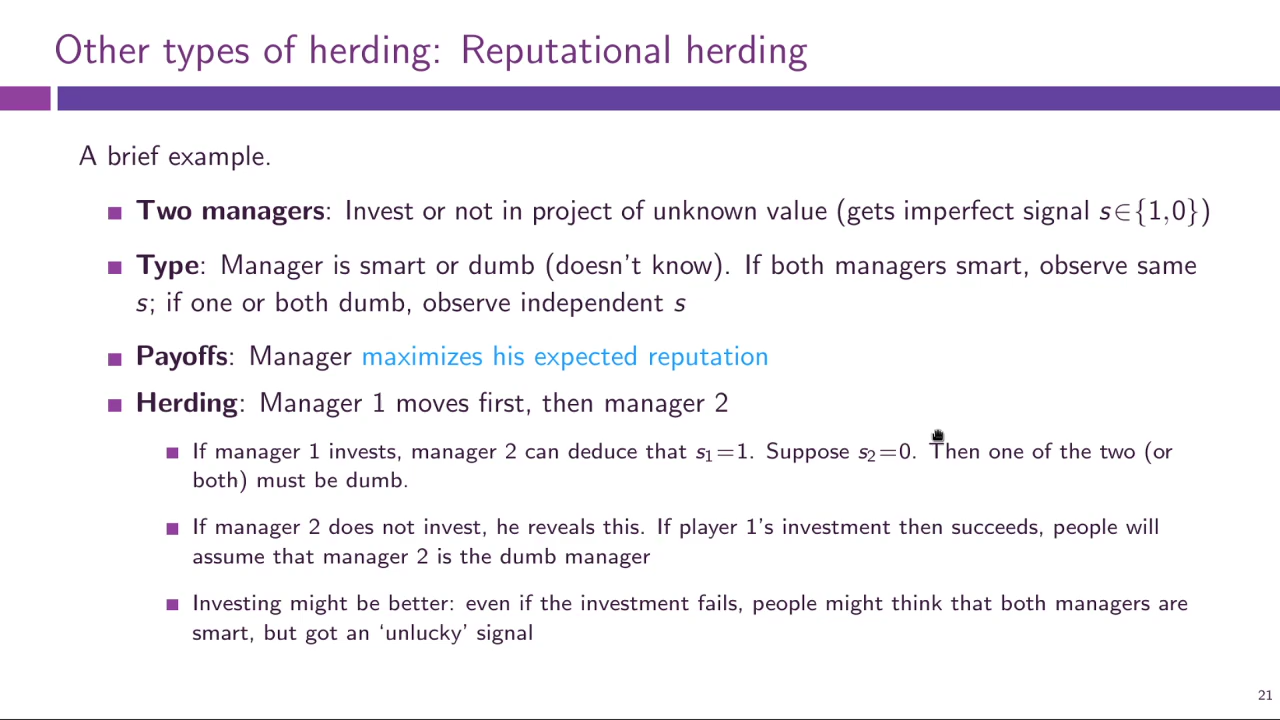 Other types of herding: Reputational herding
A brief example.
Two managers: Invest or not in project of unknown value (gets imperfect signal s∈{1,0})
Type: Manager is smart or dumb (doesn't know). If both managers smart, observe same
s; if one or both dumb, observe independent s
Payoffs: Manager maximizes his expected reputation
Herding: Manager 1 moves first, then manager 2
If manager 1 invests, manager 2 can deduce that s₁=1. Suppose s₂=0. Then one of the two (or
both) must be dumb.
If manager 2 does not invest, he reveals this. If player 1's investment then succeeds, people will
assume that manager 2 is the dumb manager
Investing might be better: even if the investment fails, people might think that both managers are
smart, but got an ‘unlucky’ signal
21